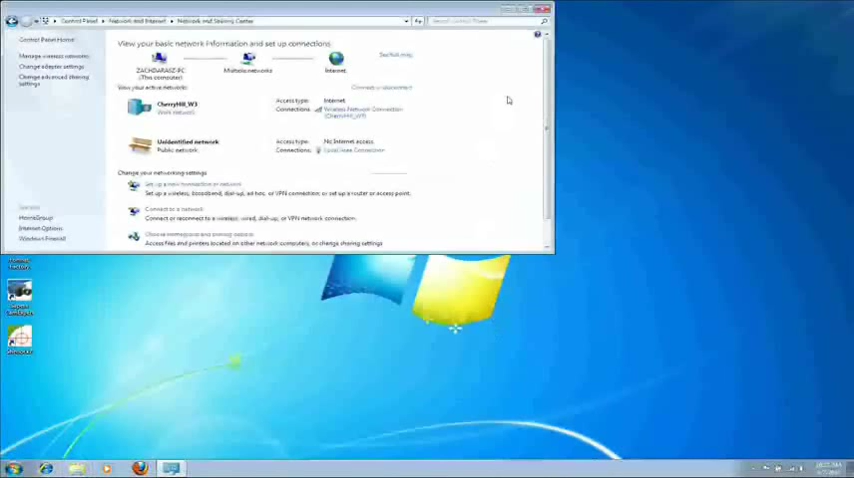 Control Panel ▸ Network and Internet ▸ Network and Sharing Center
Search Control Panel
Control Panel Home
Manage wireless networks
Change adapter settings
Change advanced sharing
settings
View your basic network information and set up connections
See full map
ZACHDARASZ-PC
(This computer)
Multiple networks
Internet
View your active networks
Connect or disconnect
CherryHill_W3
Work network
Access type: Internet
Connections: Wireless Network Connection
(CherryHill_W3)
Unidentified network
Public network
Access type: No Internet access
Connections: Local Area Connection
Change your networking settings
Set up a new connection or network
Set up a wireless, broadband, dial-up, ad hoc, or VPN connection; or set up a router or access point.
Connect to a network
Connect or reconnect to a wireless, wired, dial-up, or VPN network connection.
Choose homegroup and sharing options
Access files and printers located on other network computers, or change sharing settings
See also
HomeGroup
Internet Options
Windows Firewall
Factory